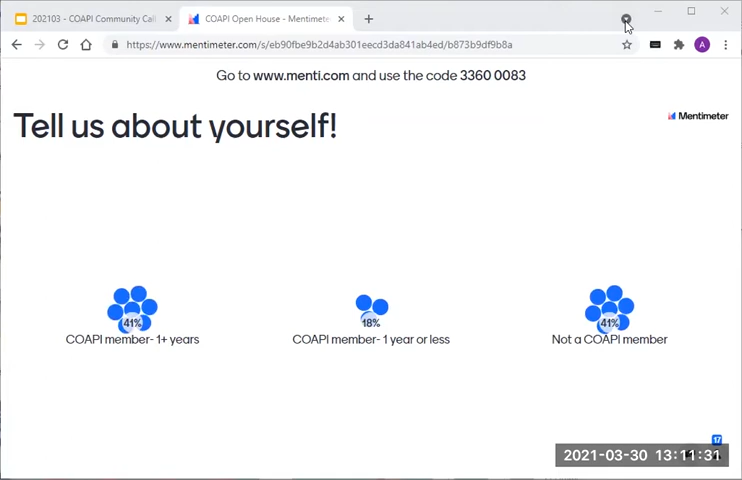 202103 - COAPI Community Cal
COAPI Open House - Mentimete
https://www.mentimeter.com/s/eb90fbe9b2d4ab301eecd3da841ab4ed/b873b9df9b8a
A
Go to www.menti.com and use the code 3360 0083
Tell us about yourself!
Mentimeter
41%
18%
41%
COAPI member- 1+ years
COAPI member- 1 year or less
Not a COAPI member
17
2021-03-30 13:11:31